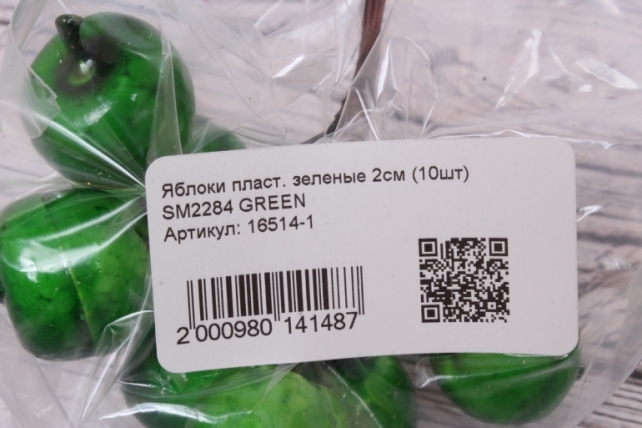 Яблоки пласт. зеленые 2см (10шт)
SM2284 GREEN
Артикул: 16514-1
2 000980 141487